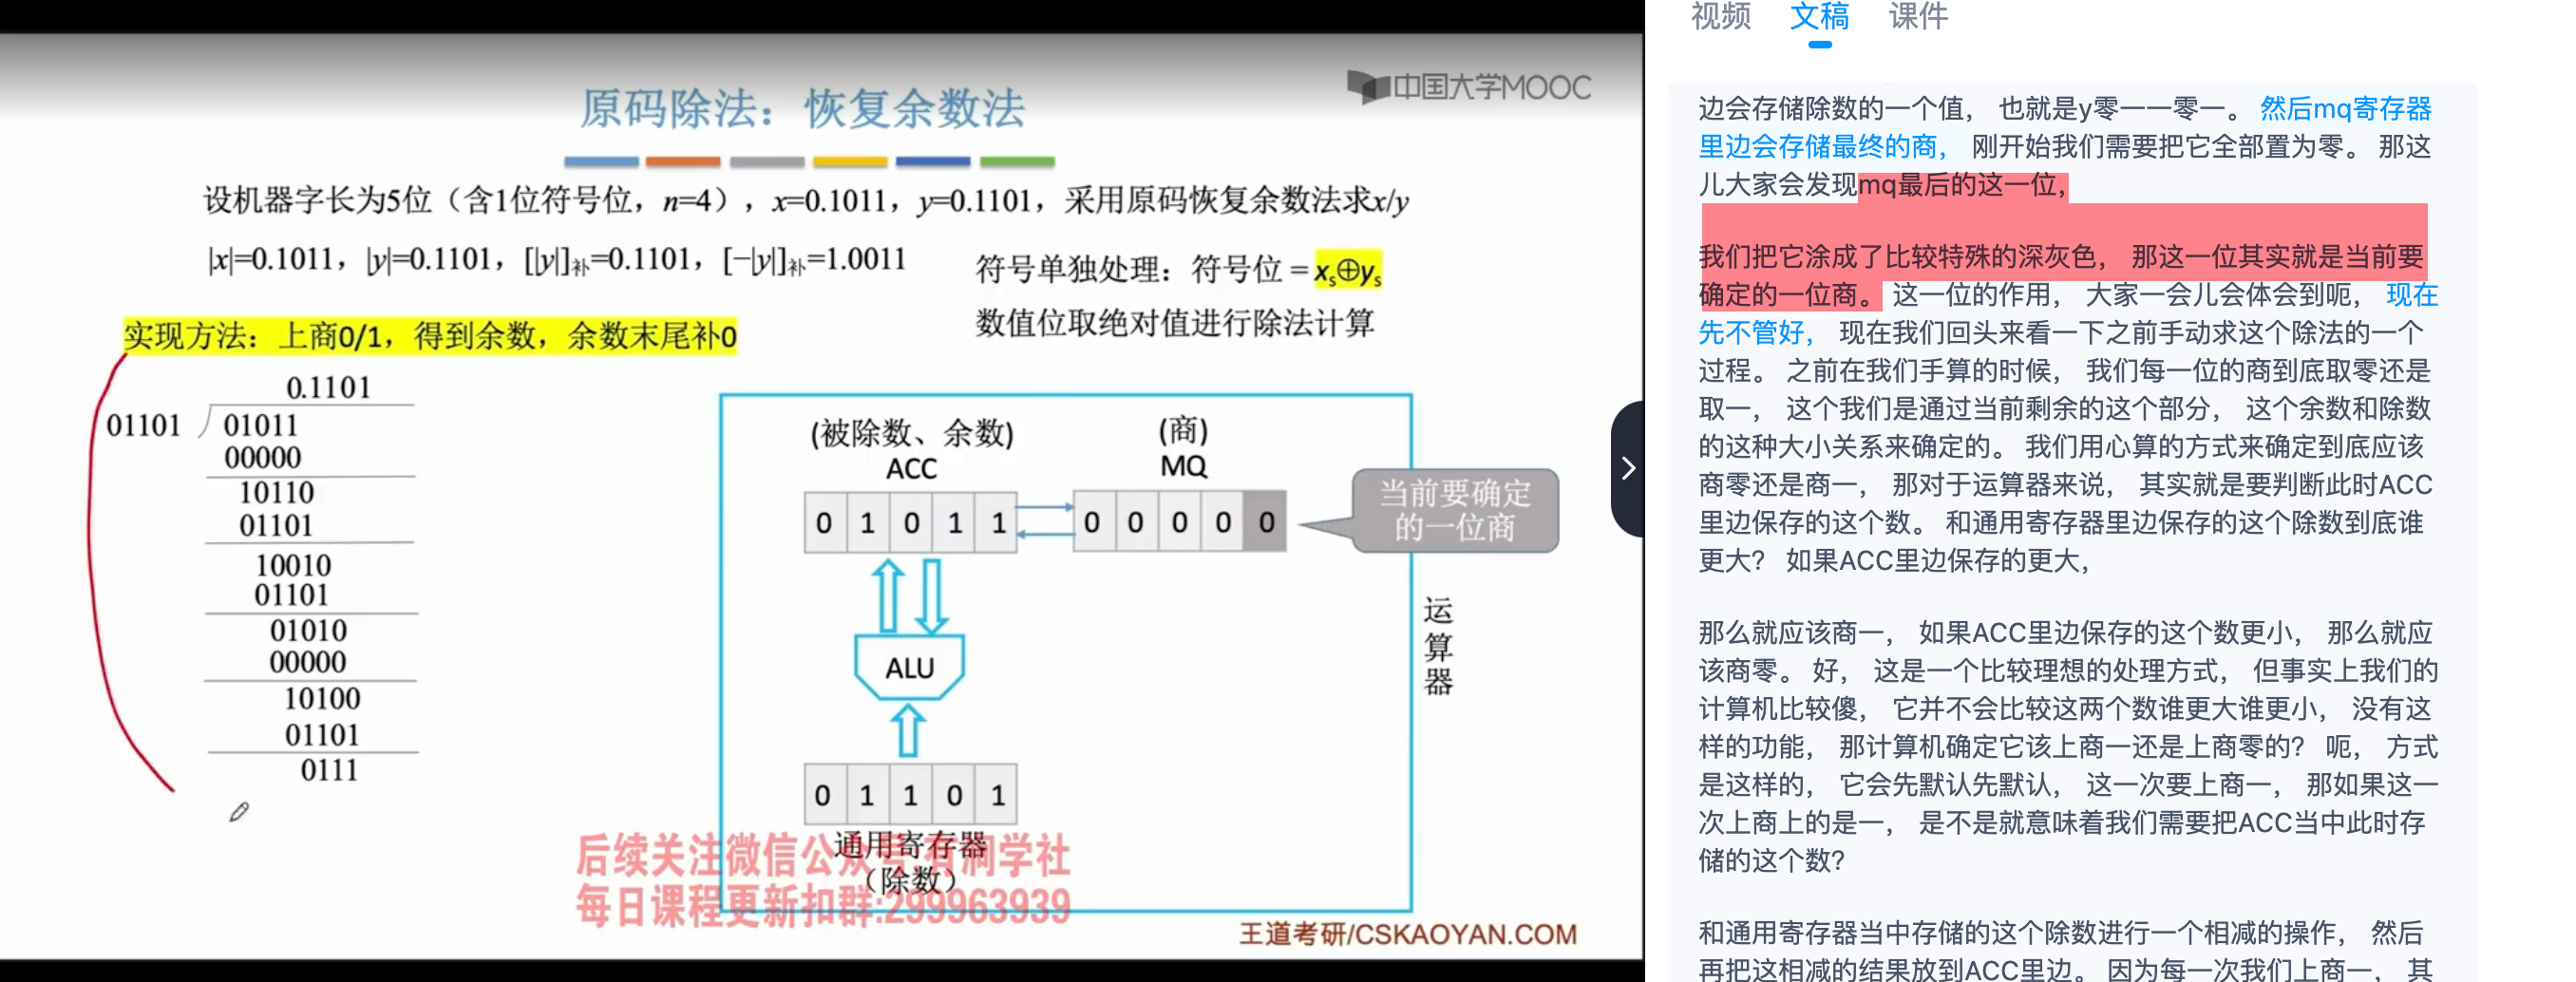 中国大学MOOC
原码除法：恢复余数法
设机器字长为5位（含1位符号位，n=4），x=0.1011，y=0.1101，采用原码恢复余数法求x/y
|x|=0.1011，|y|=0.1101，[|y|]补=0.1101，[−|y|]补=1.0011
符号单独处理：符号位 = xs⊕ys
数值位取绝对值进行除法计算
实现方法：上商0/1，得到余数，余数末尾补0
0.1101
01101
01011
00000
10110
01101
10010
01101
01010
00000
10100
01101
0111
(被除数、余数)
ACC
(商)
MQ
0 1 0 1 1
0 0 0 0 0
当前要确定
的一位商
ALU
运算器
0 1 1 0 1
通用寄存器
（除数）
后续关注微信公众号:有润学社
每日课程更新扣群:299963939
王道考研/CSKAOYAN.COM
视频 文稿 课件
边会存储除数的一个值， 也就是y零一一零一。 然后mq寄存器
里边会存储最终的商， 刚开始我们需要把它全部置为零。 那这
儿大家会发现mq最后的这一位，
我们把它涂成了比较特殊的深灰色， 那这一位其实就是当前要
确定的一位商。 这一位的作用， 大家一会儿会体会到呃， 现在
先不管好， 现在我们回头来看一下之前手动求这个除法的一个
过程。 之前在我们手算的时候， 我们每一位的商到底取零还是
取一， 这个我们是通过当前剩余的这个部分， 这个余数和除数
的这种大小关系来确定的。 我们用心算的方式来确定到底应该
商零还是商一， 那对于运算器来说， 其实就是要判断此时ACC
里边保存的这个数。 和通用寄存器里边保存的这个除数到底谁
更大? 如果ACC里边保存的更大，
那么就应该商一， 如果ACC里边保存的这个数更小， 那么就应
该商零。 好， 这是一个比较理想的处理方式， 但事实上我们的
计算机比较傻， 它并不会比较这两个数谁更大谁更小， 没有这
样的功能， 那计算机确定它该上商一还是上商零的? 呃， 方式
是这样的， 它会先默认先默认， 这一次要上商一， 那如果这一
次上商上的是一， 是不是就意味着我们需要把ACC当中此时存
储的这个数?
和通用寄存器当中存储的这个除数进行一个相减的操作， 然后
再把这相减的结果放到ACC里边。 因为每一次我们上商一， 其